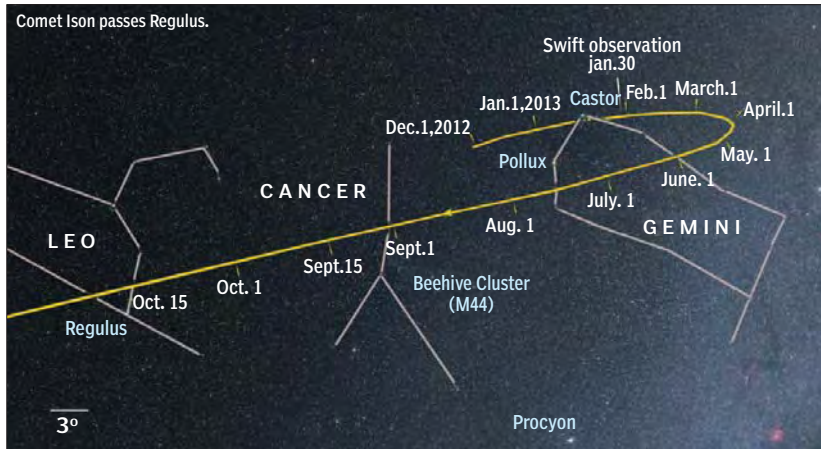 Comet Ison passes Regulus.
Swift observation
jan.30
Castor
Feb.1
March.1
April.1
Jan.1,2013
Dec.1,2012
May. 1
Pollux
June. 1
CANCER
July. 1
Aug. 1
GEMINI
LEO
Sept.1
Sept.15
Oct. 1
Beehive Cluster
(M44)
Oct. 15
Regulus
3°
Procyon